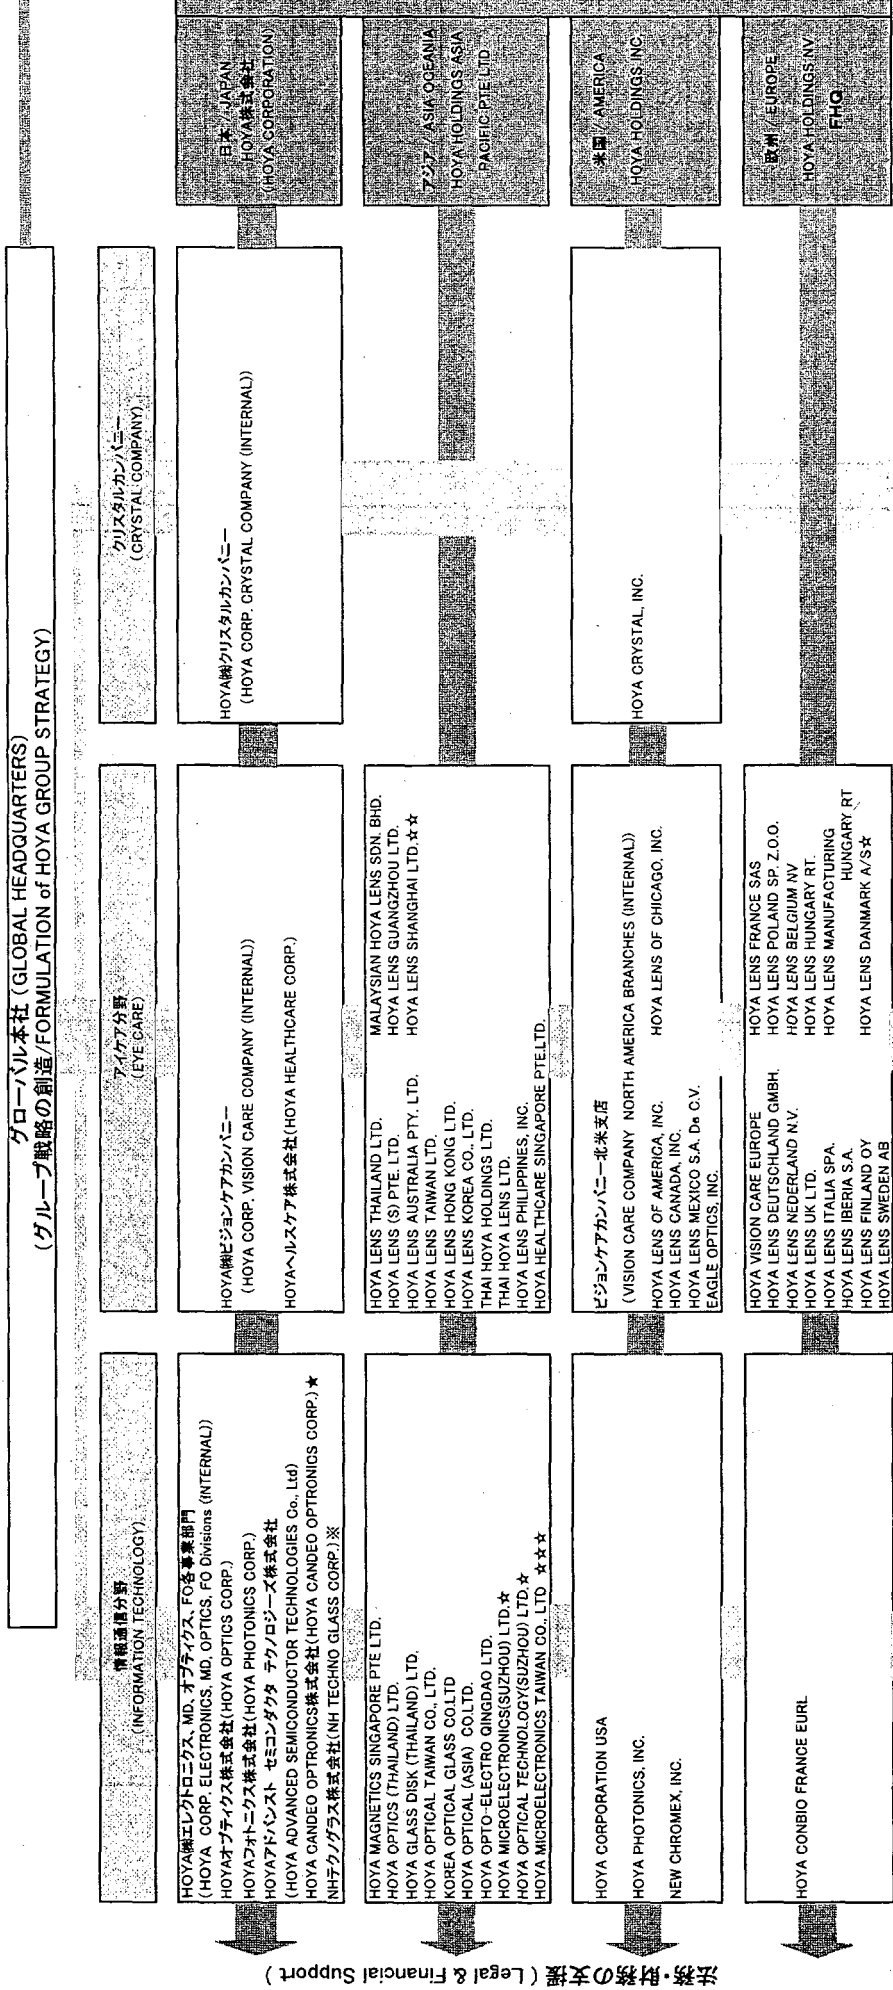 グローバル本社 (GLOBAL HEADQUARTERS)
(グループ戦略の創造/FORMULATION of HOYA GROUP STRATEGY)
情報通信分野
(INFORMATION TECHNOLOGY)
アイケア分野
(EYE CARE)
クリスタルカンパニー
(CRYSTAL COMPANY)
HOYA㈱エレクトロニクス、MD、オプティクス、FO各事業部門
(HOYA CORP. ELECTRONICS, MD, OPTICS, FO Divisions (INTERNAL))
HOYAオプティクス株式会社(HOYA OPTICS CORP.)
HOYAフォトニクス株式会社(HOYA PHOTONICS CORP.)
HOYAアドバンスト セミコンダクタ テクノロジーズ株式会社
(HOYA ADVANCED SEMICONDUCTOR TECHNOLOGIES Co., Ltd)
HOYA CANDEO OPTRONICS株式会社(HOYA CANDEO OPTRONICS CORP.)★
NHテクノグラス株式会社(NH TECHNO GLASS CORP.)※
HOYA㈱ビジョンケアカンパニー
(HOYA CORP. VISION CARE COMPANY (INTERNAL))
HOYAヘルスケア株式会社(HOYA HEALTHCARE CORP.)
HOYA㈱クリスタルカンパニー
(HOYA CORP. CRYSTAL COMPANY (INTERNAL))
日本 / JAPAN
HOYA株式会社
(HOYA CORPORATION)
HOYA MAGNETICS SINGAPORE PTE LTD.
HOYA OPTICS (THAILAND) LTD.
HOYA GLASS DISK (THAILAND) LTD.
HOYA OPTICAL TAIWAN CO., LTD.
KOREA OPTICAL GLASS CO.LTD
HOYA OPTICAL (ASIA) CO.LTD.
HOYA OPTO-ELECTRO QINGDAO LTD.
HOYA MICROELECTRONICS(SUZHOU) LTD.☆
HOYA OPTICAL TECHNOLOGY(SUZHOU) LTD.☆
HOYA MICROELECTRONICS TAIWAN CO., LTD ☆☆☆
HOYA LENS THAILAND LTD.
HOYA LENS (S) PTE. LTD.
HOYA LENS AUSTRALIA PTY. LTD.
HOYA LENS TAIWAN LTD.
HOYA LENS HONG KONG LTD.
HOYA LENS KOREA CO., LTD.
THAI HOYA HOLDINGS LTD.
THAI HOYA LENS LTD.
HOYA LENS PHILIPPINES, INC.
HOYA HEALTHCARE SINGAPORE PTE.LTD.
MALAYSIAN HOYA LENS SDN. BHD.
HOYA LENS GUANGZHOU LTD.
HOYA LENS SHANGHAI LTD.☆☆
アジア / ASIA・OCEANIA
HOYA HOLDINGS ASIA
PACIFIC PTE LTD
HOYA CORPORATION USA
HOYA PHOTONICS, INC.
NEW CHROMEX, INC.
ビジョンケアカンパニー北米支店
(VISION CARE COMPANY NORTH AMERICA BRANCHES (INTERNAL))
HOYA LENS OF AMERICA, INC.
HOYA LENS CANADA, INC.
HOYA LENS MEXICO S.A. De C.V.
EAGLE OPTICS, INC.
HOYA LENS OF CHICAGO, INC.
HOYA CRYSTAL, INC.
米国 / AMERICA
HOYA HOLDINGS, INC.
HOYA CONBIO FRANCE EURL
HOYA VISION CARE EUROPE
HOYA LENS DEUTSCHLAND GMBH.
HOYA LENS NEDERLAND N.V.
HOYA LENS UK LTD.
HOYA LENS ITALIA SPA.
HOYA LENS IBERIA S.A.
HOYA LENS FINLAND OY
HOYA LENS SWEDEN AB
HOYA LENS FRANCE SAS
HOYA LENS POLAND SP. Z.O.O.
HOYA LENS BELGIUM NV
HOYA LENS HUNGARY RT.
HOYA LENS MANUFACTURING
HUNGARY RT
HOYA LENS DANMARK A/S☆
欧州 / EUROPE
HOYA HOLDINGS NV
FHQ
法務・財務の支援 ( Legal & Financial Support )